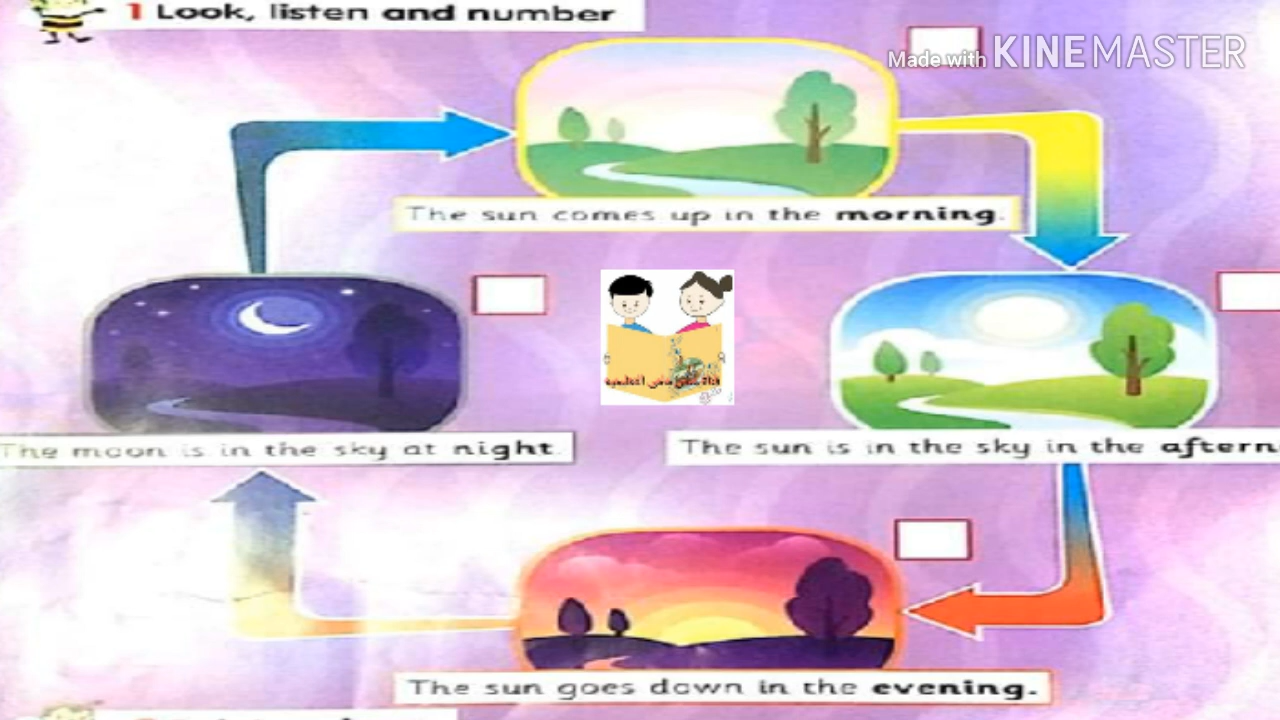 1 Look, listen and number
Made with KINEMASTER
The sun comes up in the morning.
The moon is in the sky at night.
The sun is in the sky in the aftern
The sun goes down in the evening.